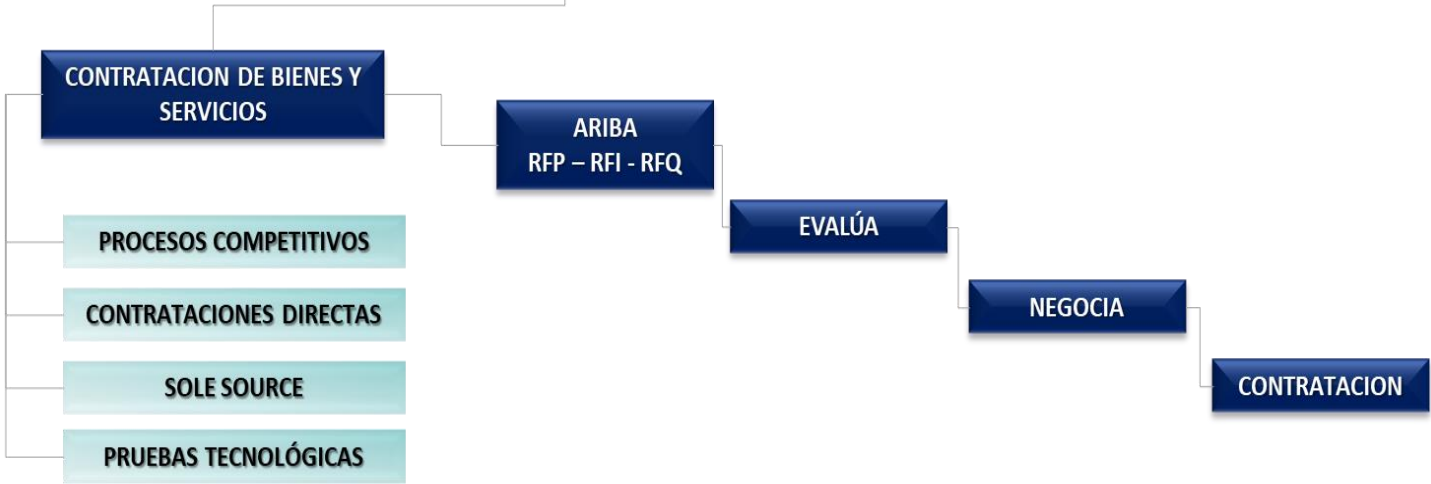 CONTRATACION DE BIENES Y
SERVICIOS
ARIBA
RFP – RFI - RFQ
EVALÚA
NEGOCIA
CONTRATACION
PROCESOS COMPETITIVOS
CONTRATACIONES DIRECTAS
SOLE SOURCE
PRUEBAS TECNOLÓGICAS